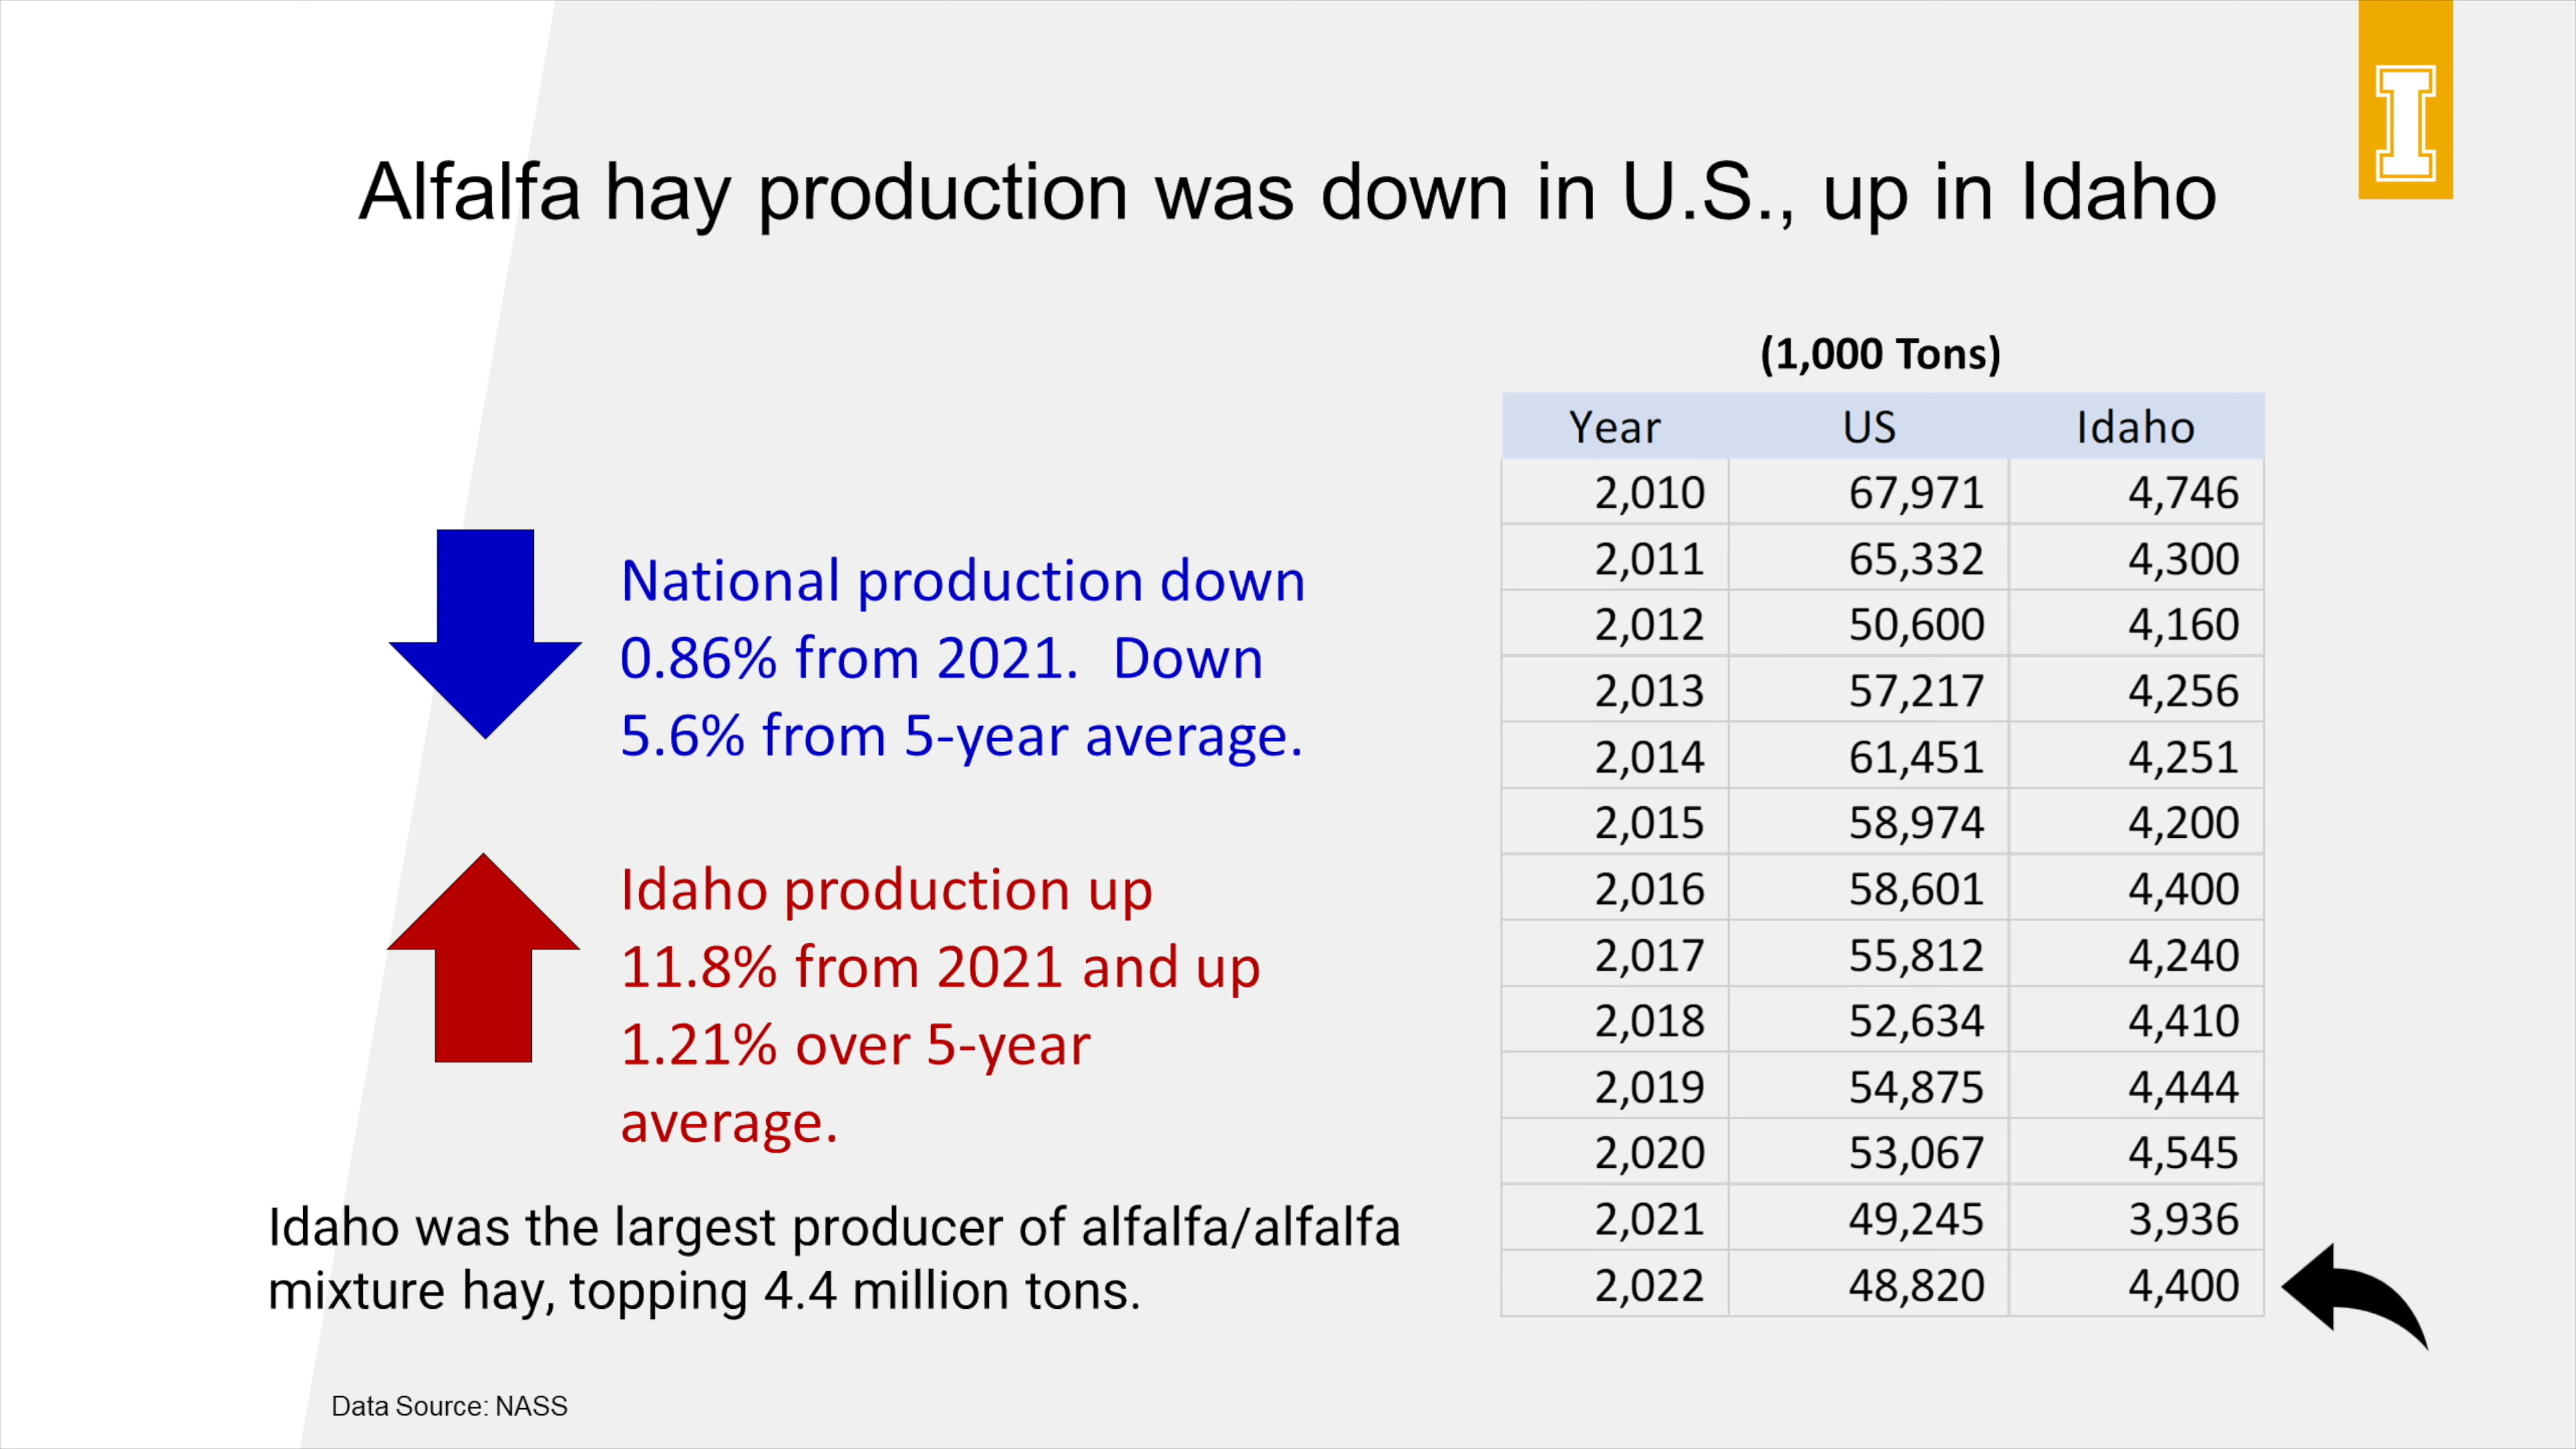 I
Alfalfa hay production was down in U.S., up in Idaho
National production down
0.86% from 2021.  Down
5.6% from 5-year average.
Idaho production up
11.8% from 2021 and up
1.21% over 5-year
average.
Idaho was the largest producer of alfalfa/alfalfa
mixture hay, topping 4.4 million tons.
(1,000 Tons)
Year US Idaho
2,010 67,971 4,746
2,011 65,332 4,300
2,012 50,600 4,160
2,013 57,217 4,256
2,014 61,451 4,251
2,015 58,974 4,200
2,016 58,601 4,400
2,017 55,812 4,240
2,018 52,634 4,410
2,019 54,875 4,444
2,020 53,067 4,545
2,021 49,245 3,936
2,022 48,820 4,400
Data Source: NASS